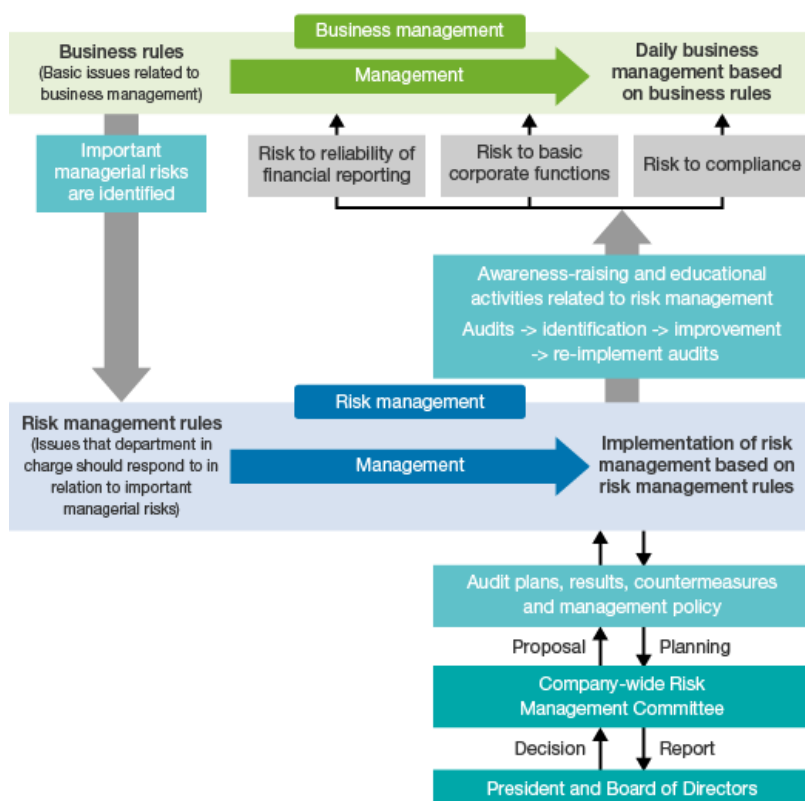 Business management
Business rules
(Basic issues related to
business management)
Management
Daily business
management based
on business rules
Important
managerial risks
are identified
Risk to reliability of
financial reporting
Risk to basic
corporate functions
Risk to compliance
Awareness-raising and educational
activities related to risk management
Audits -> identification -> improvement
-> re-implement audits
Risk management
Risk management rules
(Issues that department in
charge should respond to in
relation to important
managerial risks)
Management
Implementation of risk
management based on
risk management rules
Audit plans, results, countermeasures
and management policy
Proposal
Planning
Company-wide Risk
Management Committee
Decision
Report
President and Board of Directors